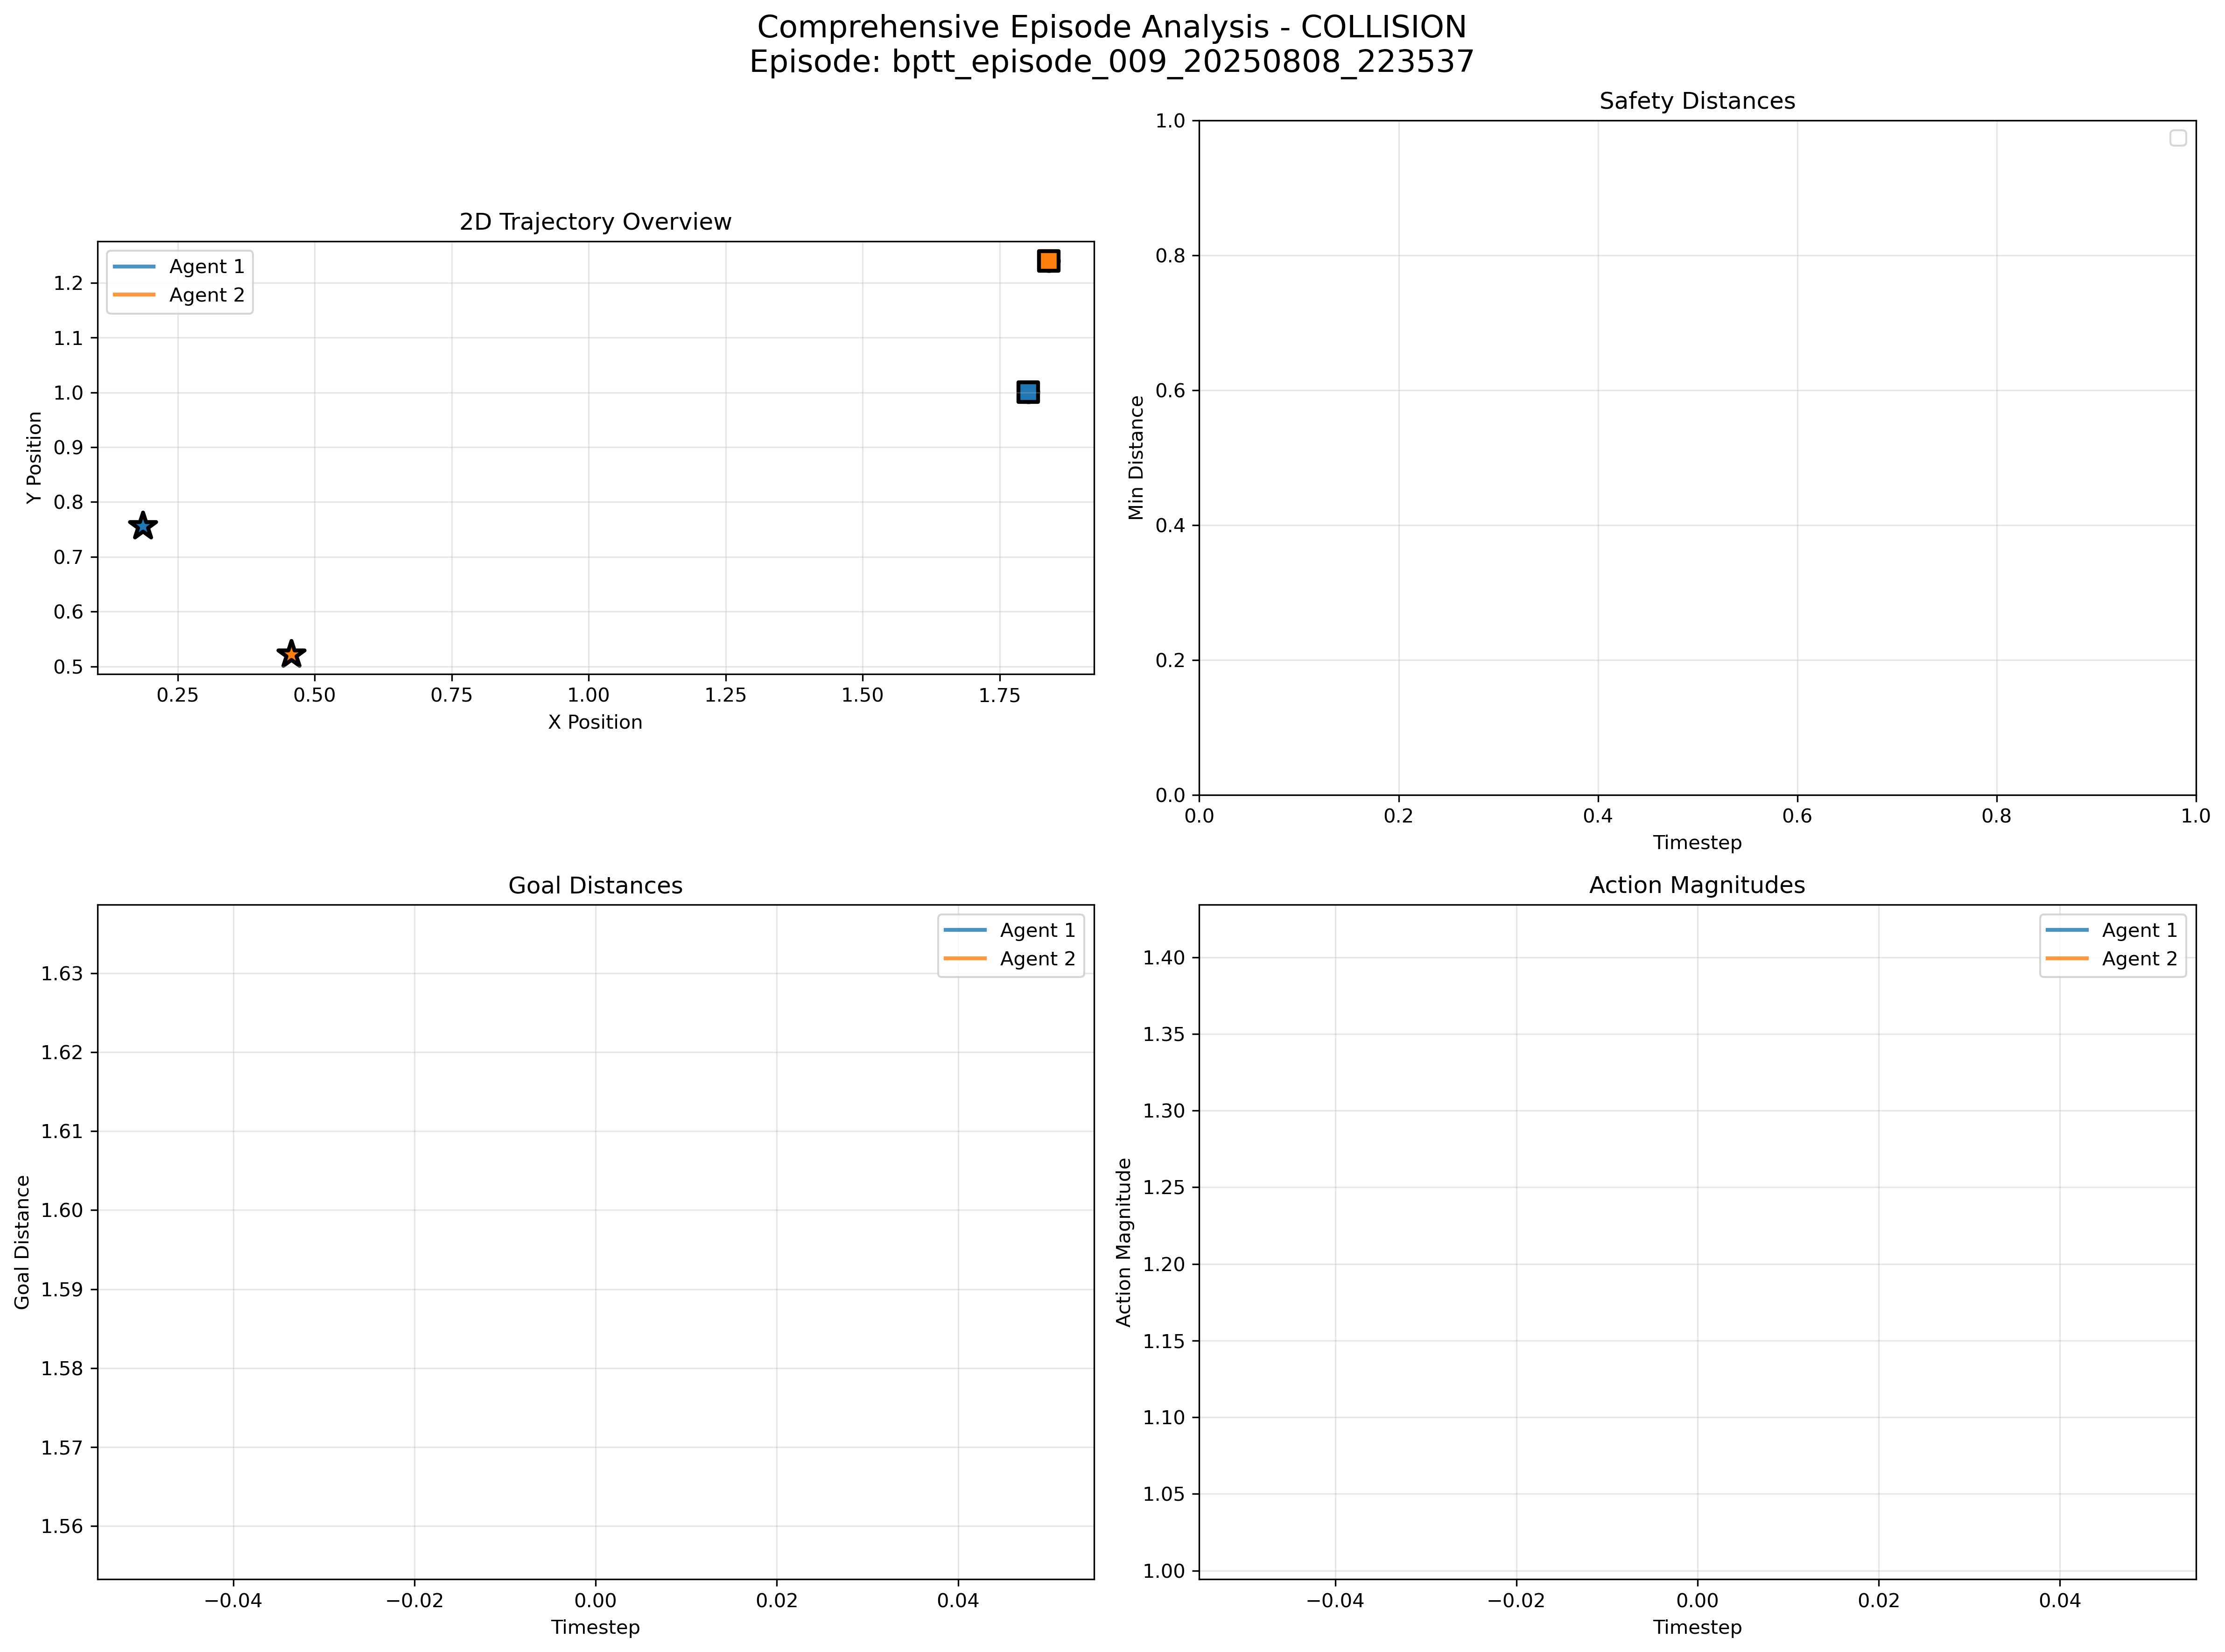 Comprehensive Episode Analysis - COLLISION
Episode: bptt_episode_009_20250808_223537
2D Trajectory Overview
Agent 1
Agent 2
Y Position
1.2
1.1
1.0
0.9
0.8
0.7
0.6
0.5
0.25 0.50 0.75 1.00 1.25 1.50 1.75
X Position
Safety Distances
Min Distance
1.0
0.8
0.6
0.4
0.2
0.0
0.0 0.2 0.4 0.6 0.8 1.0
Timestep
Goal Distances
Agent 1
Agent 2
Goal Distance
1.63
1.62
1.61
1.60
1.59
1.58
1.57
1.56
−0.04 −0.02 0.00 0.02 0.04
Timestep
Action Magnitudes
Agent 1
Agent 2
Action Magnitude
1.40
1.35
1.30
1.25
1.20
1.15
1.10
1.05
1.00
−0.04 −0.02 0.00 0.02 0.04
Timestep